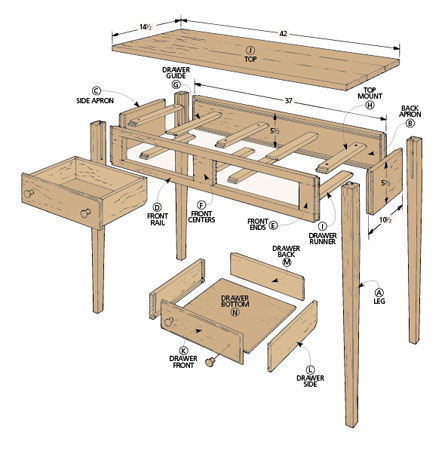 14½
42
J
TOP
DRAWER
GUIDE
G
C
SIDE APRON
37
TOP
MOUNT
H
BACK
APRON
B
5½
5½
10½
D
FRONT
RAIL
F
FRONT
CENTERS
FRONT
ENDS
E
I
DRAWER
RUNNER
DRAWER
BACK
M
DRAWER
BOTTOM
N
A
LEG
K
DRAWER
FRONT
L
DRAWER
SIDE